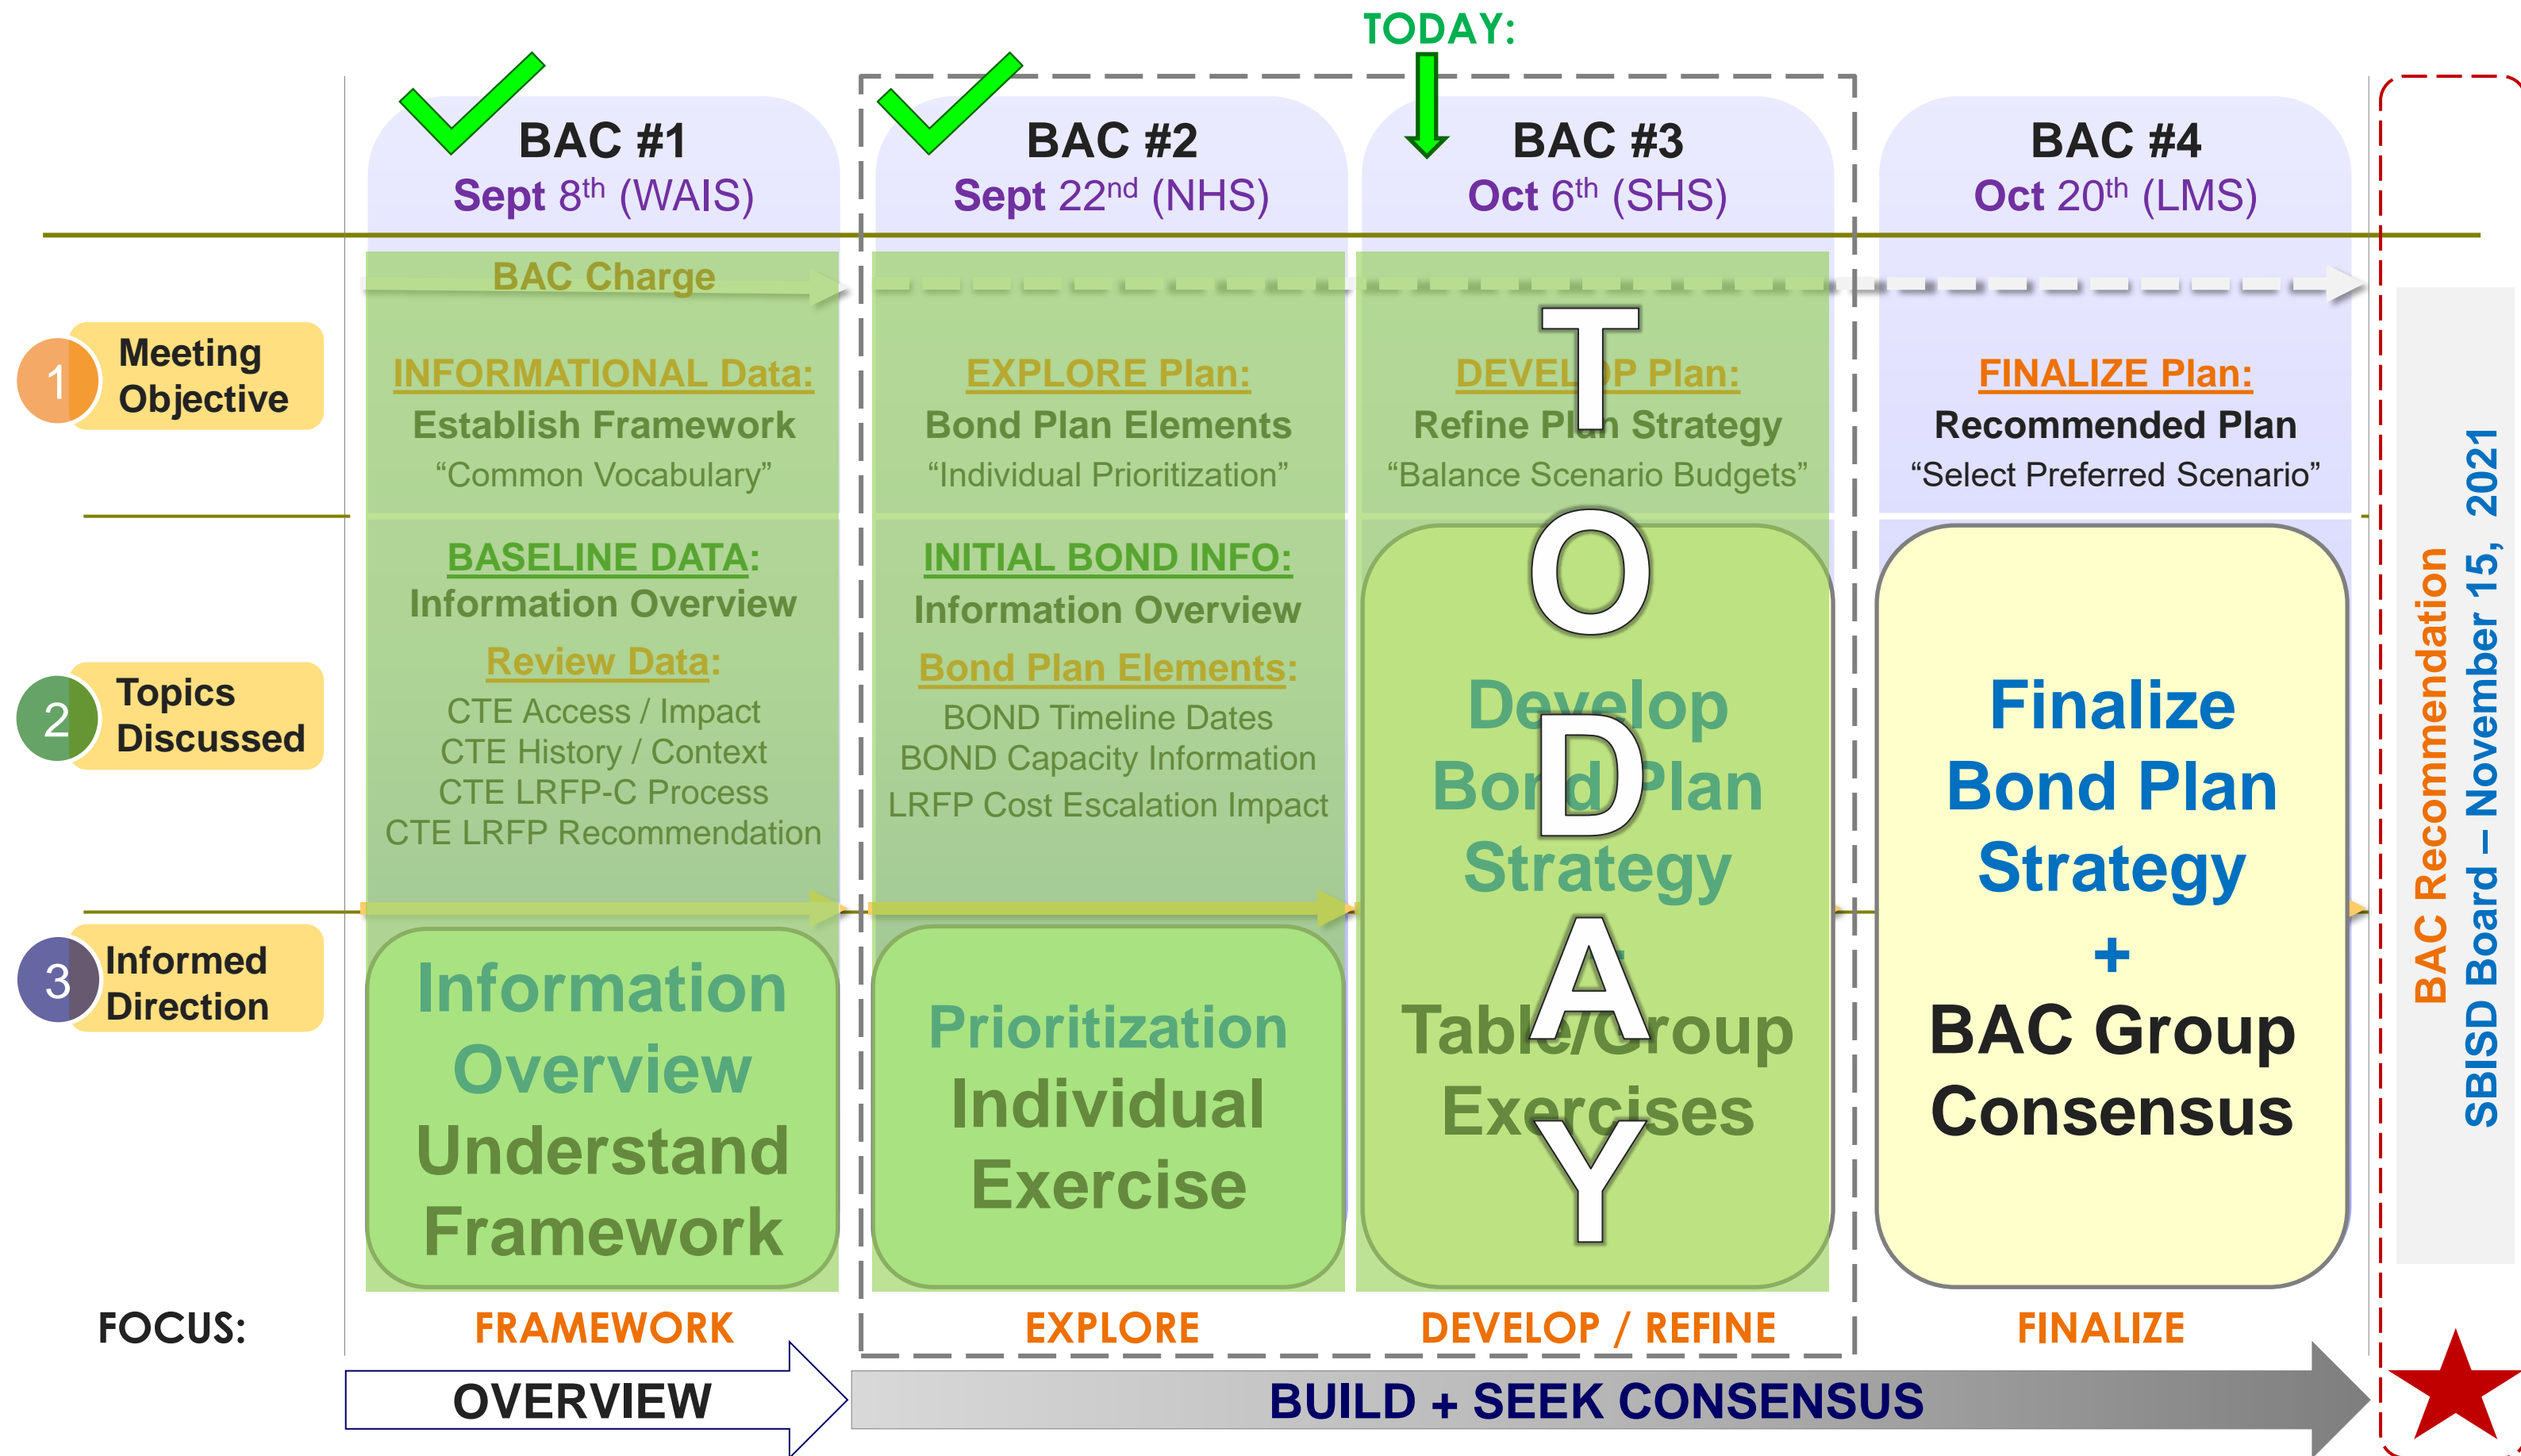 TODAY:
BAC #1
Sept 8th (WAIS)
BAC #2
Sept 22nd (NHS)
BAC #3
Oct 6th (SHS)
BAC #4
Oct 20th (LMS)
BAC Charge
1
Meeting
Objective
INFORMATIONAL Data:
Establish Framework
“Common Vocabulary”
EXPLORE Plan:
Bond Plan Elements
“Individual Prioritization”
DEVELOP Plan:
Refine Plan Strategy
“Balance Scenario Budgets”
FINALIZE Plan:
Recommended Plan
“Select Preferred Scenario”
2
Topics
Discussed
BASELINE DATA:
Information Overview
Review Data:
CTE Access / Impact
CTE History / Context
CTE LRFP-C Process
CTE LRFP Recommendation
INITIAL BOND INFO:
Information Overview
Bond Plan Elements:
BOND Timeline Dates
BOND Capacity Information
LRFP Cost Escalation Impact
3
Informed
Direction
Information
Overview
Understand
Framework
Prioritization
Individual
Exercise
Develop
Bond Plan
Strategy
+
Table/Group
Exercises
TODAY
Finalize
Bond Plan
Strategy
+
BAC Group
Consensus
BAC Recommendation
SBISD Board – November 15, 2021
FOCUS:
FRAMEWORK
EXPLORE
DEVELOP / REFINE
FINALIZE
OVERVIEW
BUILD + SEEK CONSENSUS